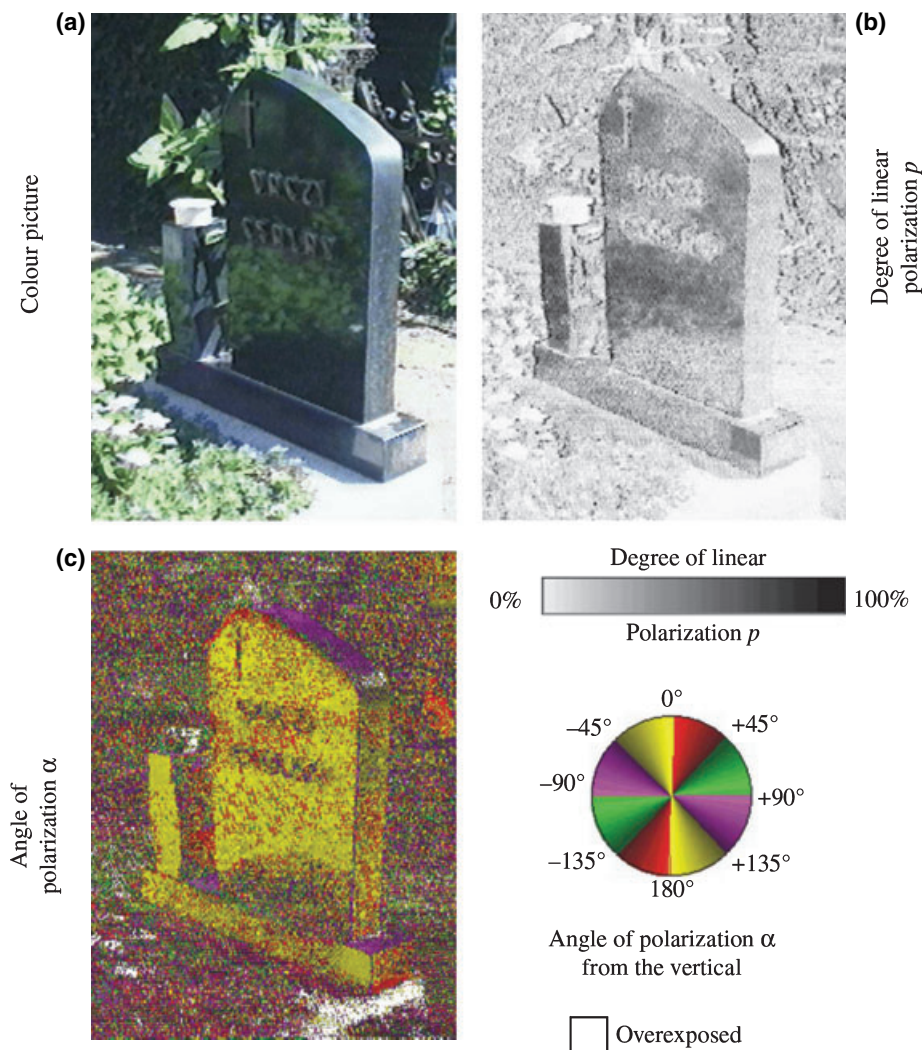 (a)
(b)
Colour picture
Degree of linear
polarization p
(c)
Angle of
polarization α
Degree of linear
0%
100%
Polarization p
0°
−45°
+45°
−90°
+90°
−135°
+135°
180°
Angle of polarization α
from the vertical
Overexposed